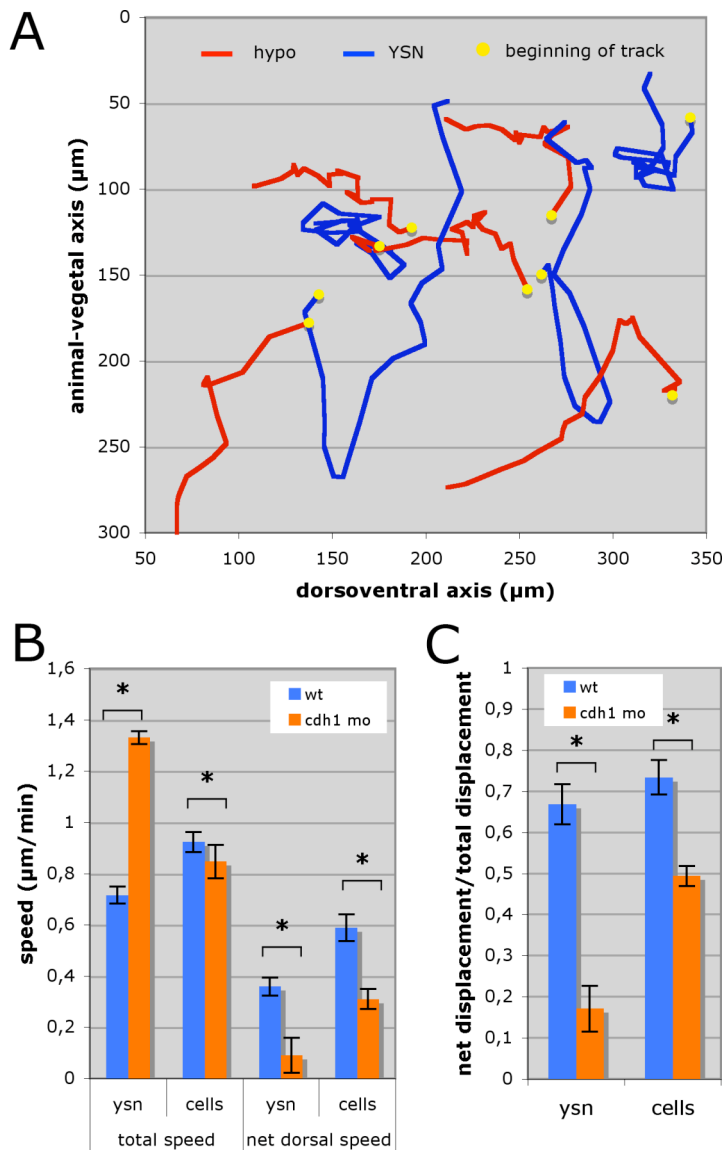 A
hypo YSN beginning of track
0
50
100
150
200
250
300
animal-vegetal axis (µm)
50 100 150 200 250 300 350
dorsoventral axis (µm)
B
1,6
1,4
1,2
1
0,8
0,6
0,4
0,2
0
speed (µm/min)
wt
cdh1 mo
*
*
*
*
ysn cells ysn cells
total speed net dorsal speed
C
1
0,9
0,8
0,7
0,6
0,5
0,4
0,3
0,2
0,1
0
net displacement/total displacement
wt
cdh1 mo
*
*
ysn cells